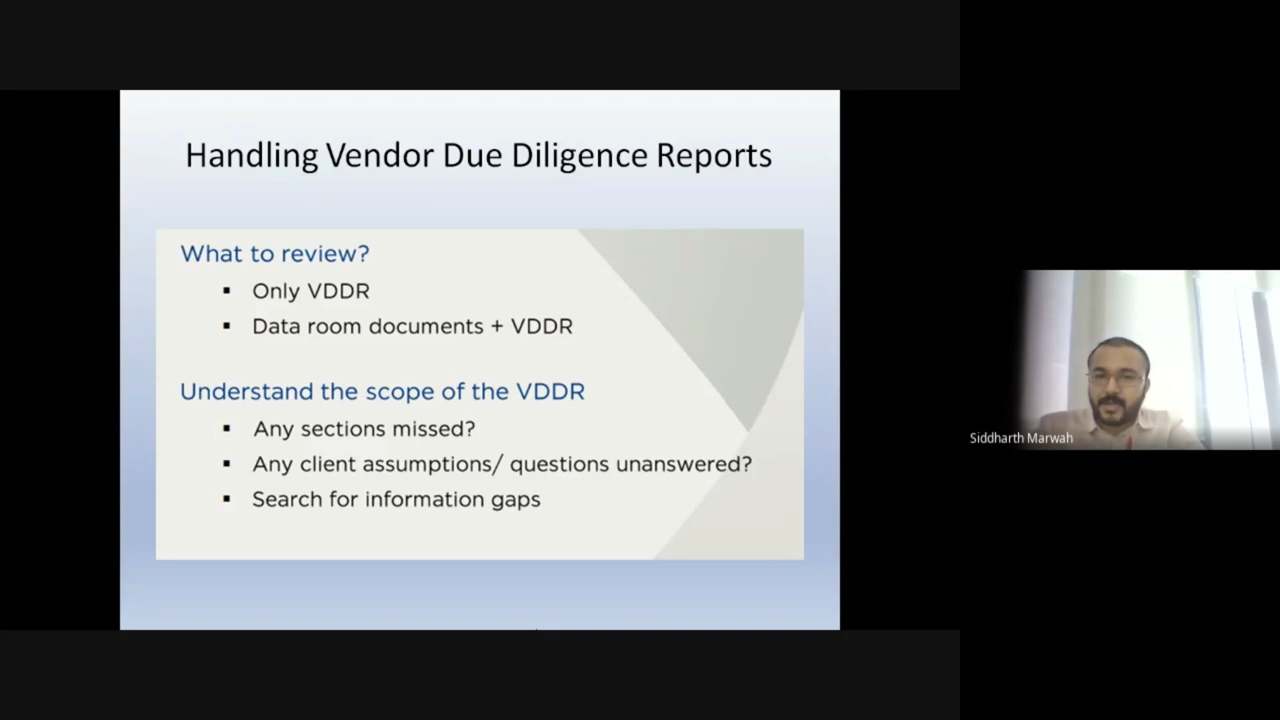 Handling Vendor Due Diligence Reports
What to review?
▪ Only VDDR
▪ Data room documents + VDDR
Understand the scope of the VDDR
▪ Any sections missed?
▪ Any client assumptions/ questions unanswered?
▪ Search for information gaps
Siddharth Marwah